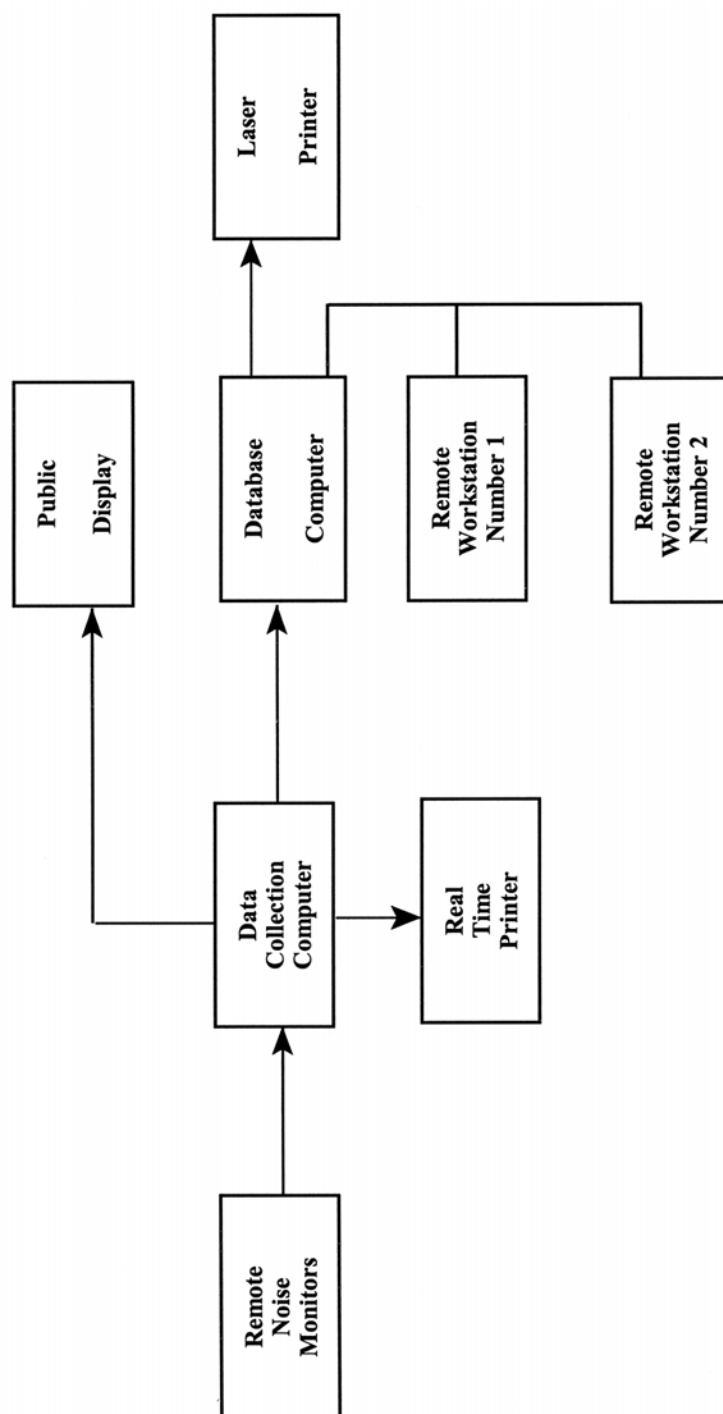 Remote
Noise
Monitors
Data
Collection
Computer
Public
Display
Real
Time
Printer
Database
Computer
Remote
Workstation
Number 1
Remote
Workstation
Number 2
Laser
Printer